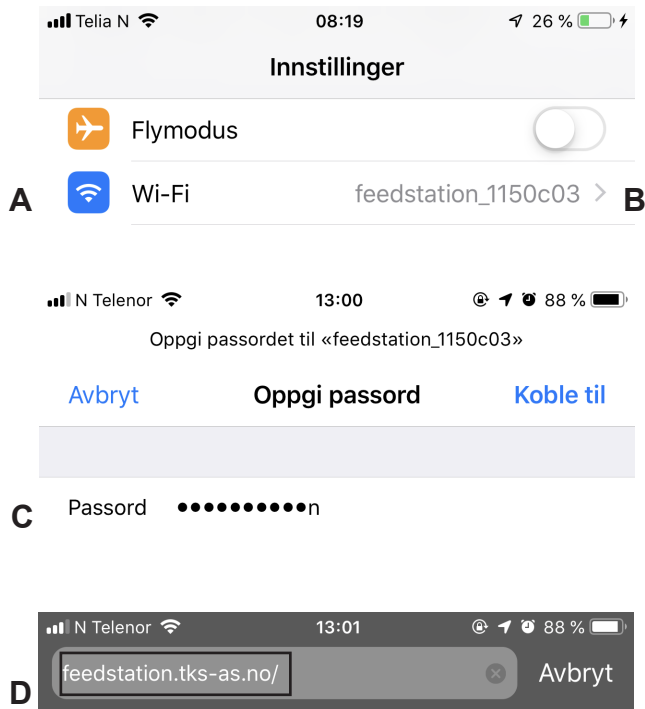 Telia N 08:19 26 %
Innstillinger
Flymodus
A Wi-Fi feedstation_1150c03 B
N Telenor 13:00 88 %
Oppgi passordet til «feedstation_1150c03»
Avbryt Oppgi passord Koble til
C Passord ●●●●●●●●●●n
N Telenor 13:01 88 %
D feedstation.tks-as.no/ Avbryt